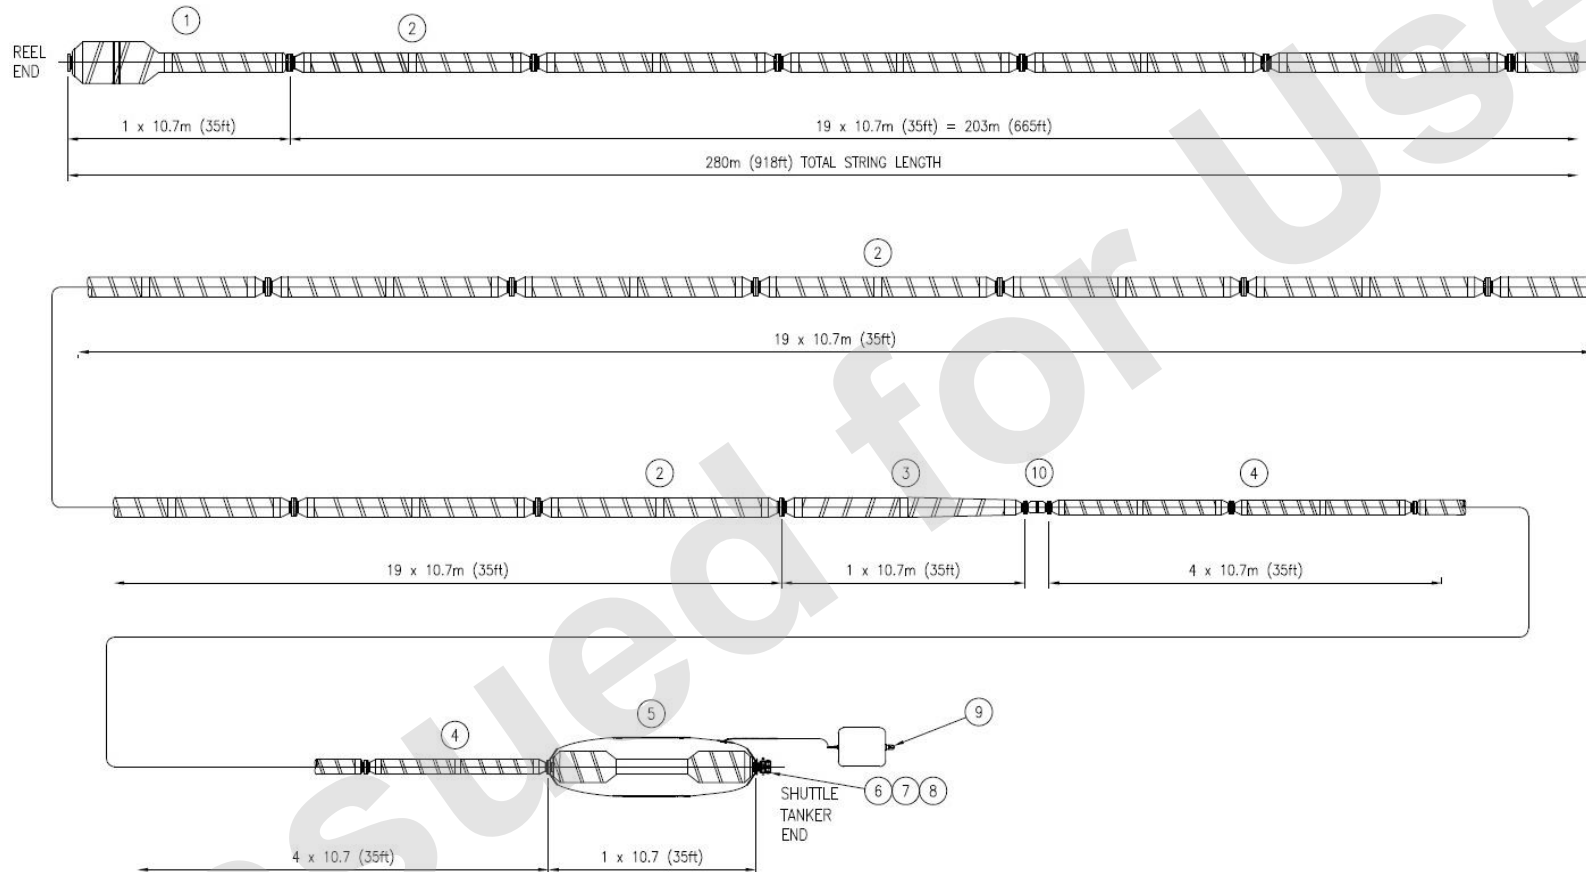 1
2
REEL
END
1 x 10.7m (35ft)
19 x 10.7m (35ft) = 203m (665ft)
280m (918ft) TOTAL STRING LENGTH
2
19 x 10.7m (35ft)
2
3
10
4
19 x 10.7m (35ft)
1 x 10.7m (35ft)
4 x 10.7m (35ft)
4
5
9
SHUTTLE
TANKER
END
6 7 8
4 x 10.7 (35ft)
1 x 10.7 (35ft)
ssued for Use